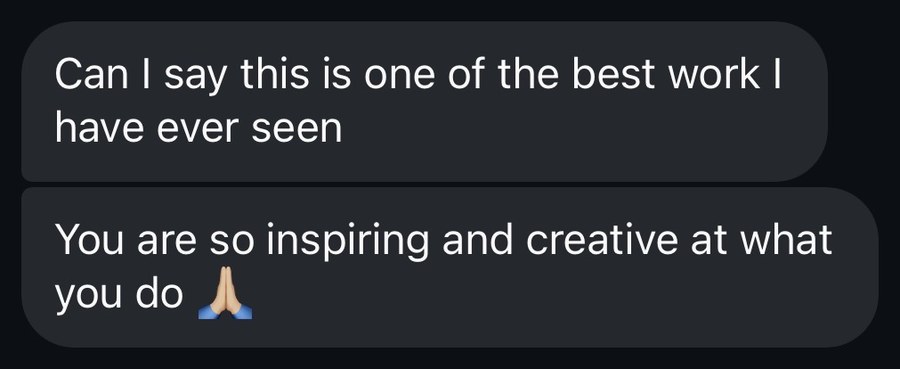 Can I say this is one of the best work I
have ever seen
You are so inspiring and creative at what
you do 🙏🏼